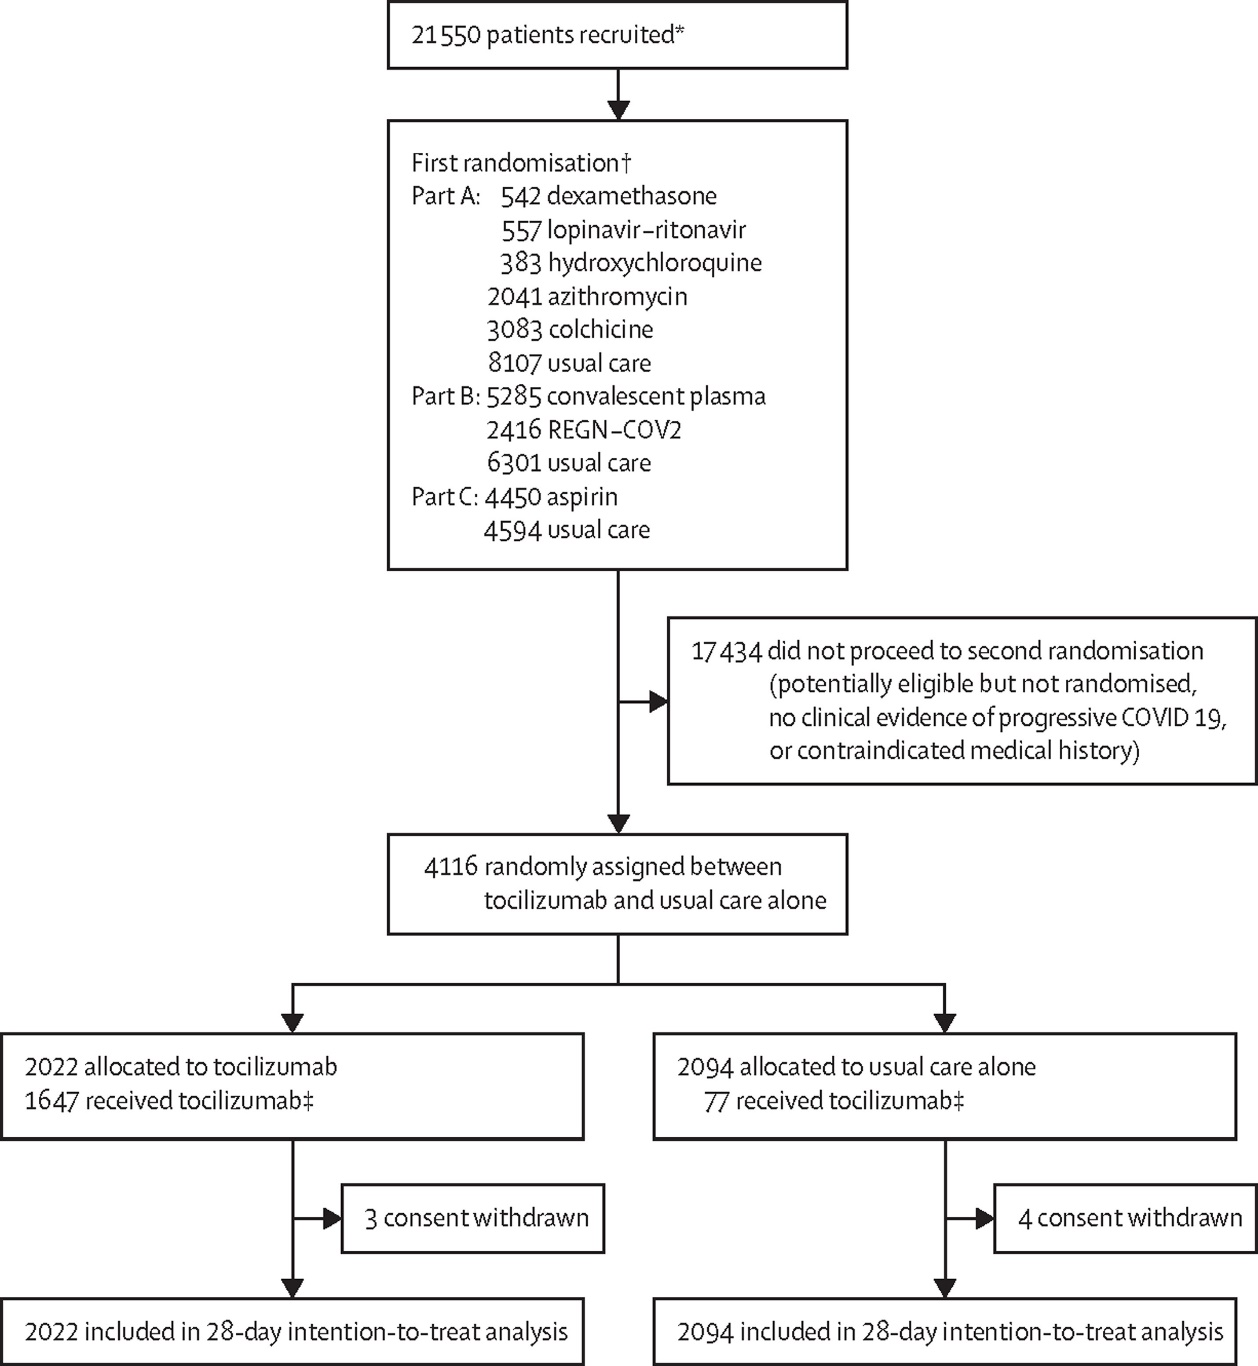 21550 patients recruited*
First randomisation†
Part A: 542 dexamethasone
557 lopinavir–ritonavir
383 hydroxychloroquine
2041 azithromycin
3083 colchicine
8107 usual care
Part B: 5285 convalescent plasma
2416 REGN–COV2
6301 usual care
Part C: 4450 aspirin
4594 usual care
17434 did not proceed to second randomisation
(potentially eligible but not randomised,
no clinical evidence of progressive COVID 19,
or contraindicated medical history)
4116 randomly assigned between
tocilizumab and usual care alone
2022 allocated to tocilizumab
1647 received tocilizumab‡
2094 allocated to usual care alone
77 received tocilizumab‡
3 consent withdrawn
4 consent withdrawn
2022 included in 28-day intention-to-treat analysis
2094 included in 28-day intention-to-treat analysis